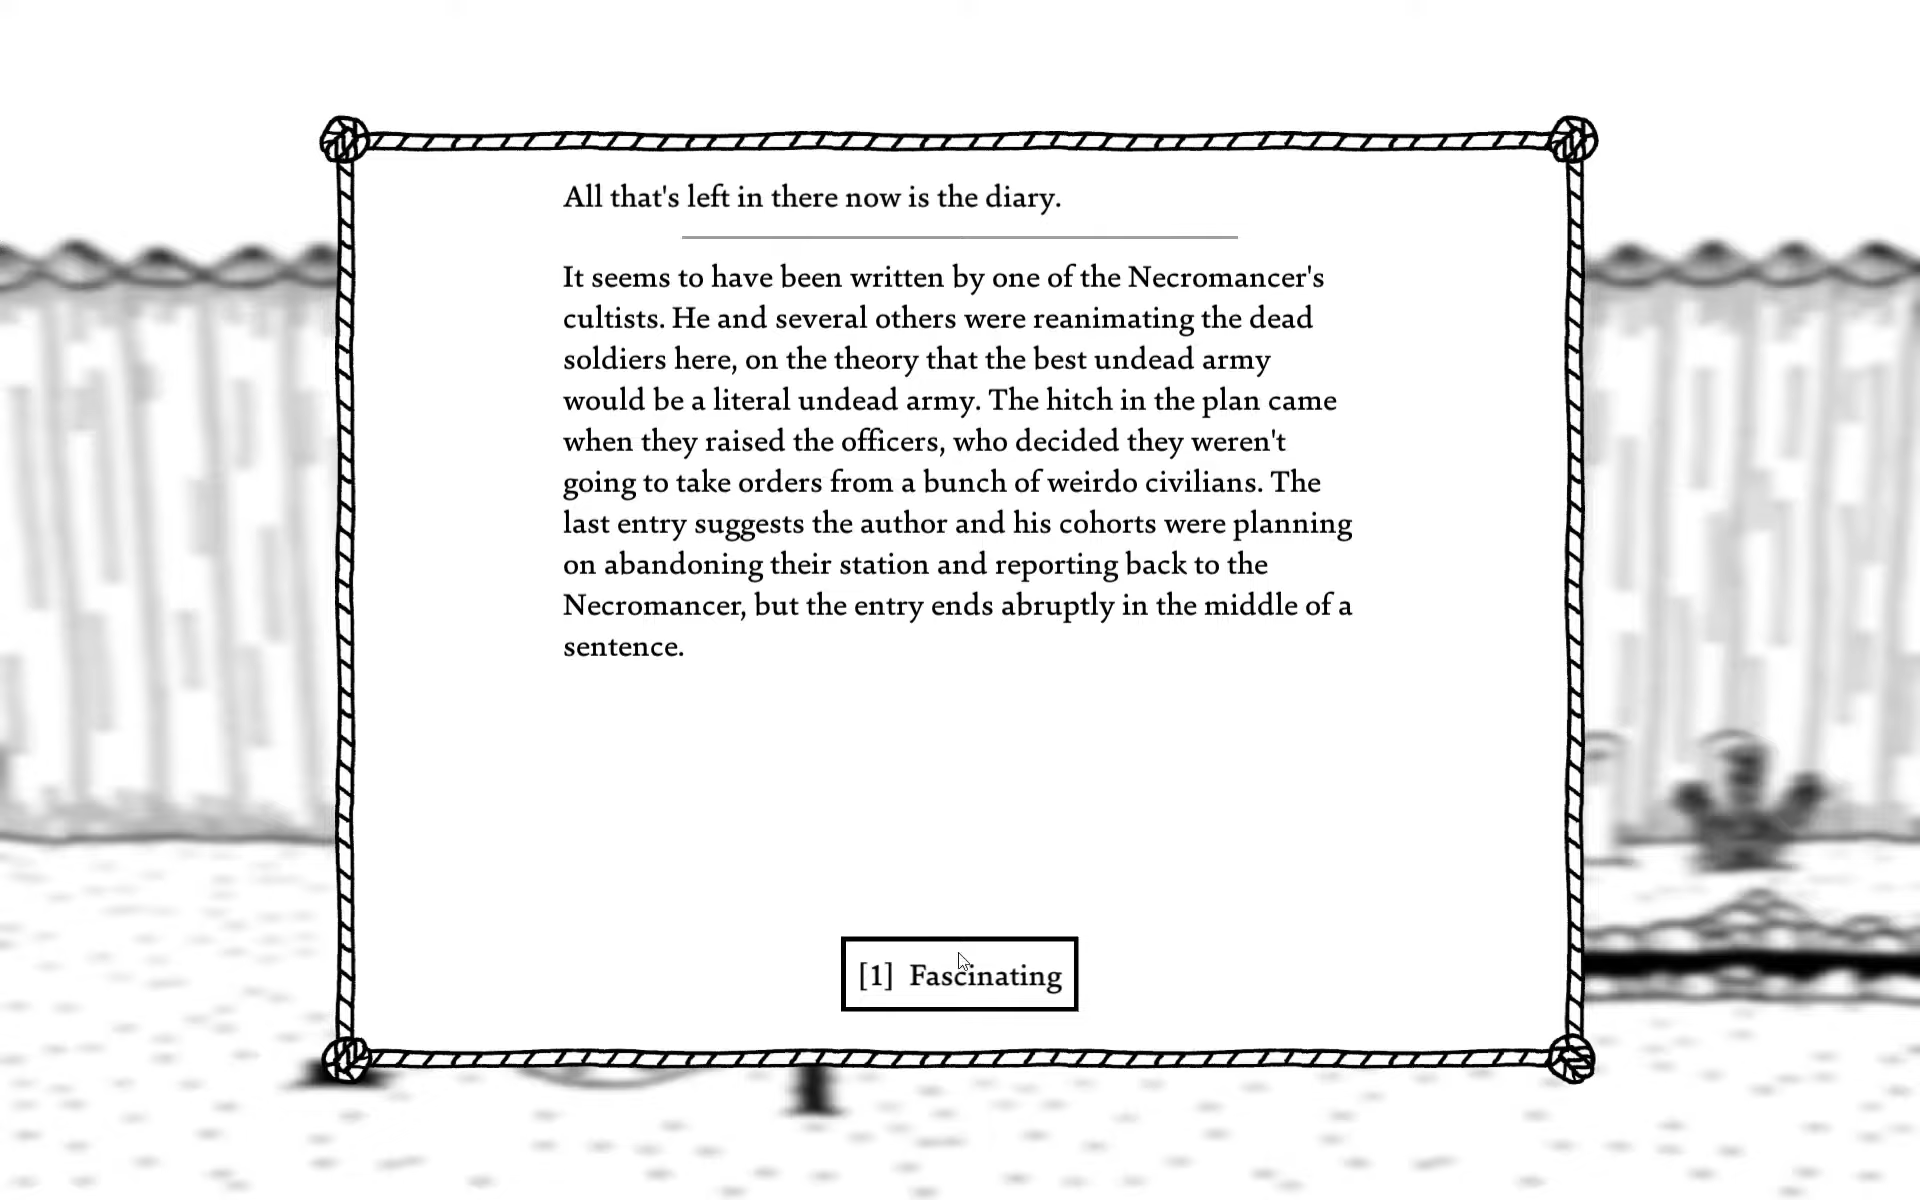 All that's left in there now is the diary.
It seems to have been written by one of the Necromancer's
cultists. He and several others were reanimating the dead
soldiers here, on the theory that the best undead army
would be a literal undead army. The hitch in the plan came
when they raised the officers, who decided they weren't
going to take orders from a bunch of weirdo civilians. The
last entry suggests the author and his cohorts were planning
on abandoning their station and reporting back to the
Necromancer, but the entry ends abruptly in the middle of a
sentence.
[1] Fascinating